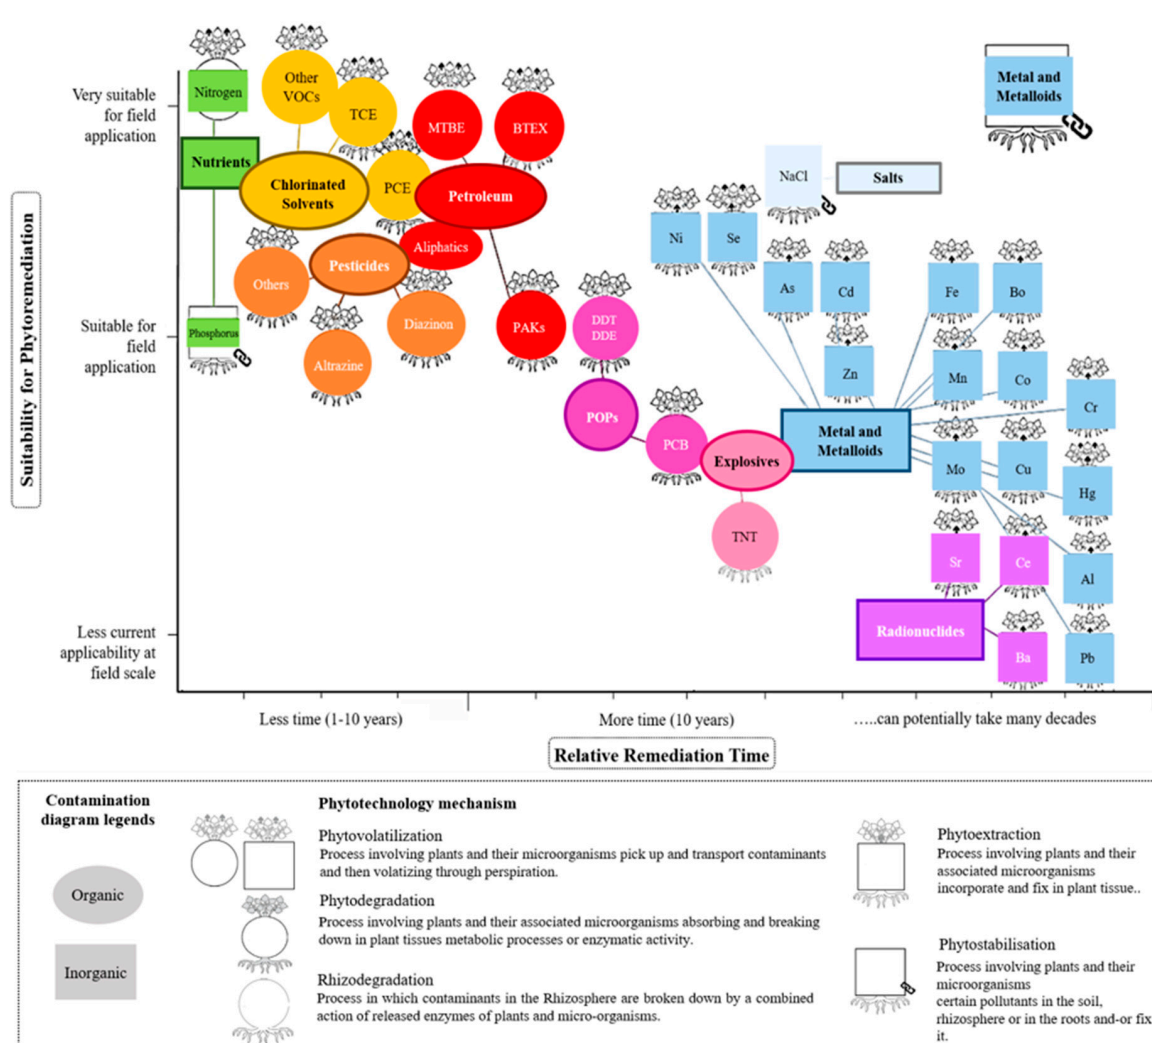 Very suitable
for field
application
Suitable for
field
application
Less current
applicability at
field scale
Suitability for Phytoremediation
Nitrogen
Nutrients
Phosphorus
Other
VOCs
TCE
PCE
Chlorinated
Solvents
MTBE
BTEX
Petroleum
Aliphatics
PAKs
Pesticides
Others
Altrazine
Diazinon
DDT
DDE
POPs
PCB
Explosives
TNT
Metal and
Metalloids
NaCl
Salts
Ni
Se
As
Cd
Fe
Bo
Zn
Mn
Co
Cr
Metal and
Metalloids
Mo
Cu
Hg
Sr
Ce
Al
Radionuclides
Ba
Pb
Less time (1-10 years)
More time (10 years)
.....can potentially take many decades
Relative Remediation Time
Contamination
diagram legends
Organic
Inorganic
Phytotechnology mechanism
Phytovolatilization
Process involving plants and their microorganisms pick up and transport contaminants
and then volatizing through perspiration.
Phytodegradation
Process involving plants and their associated microorganisms absorbing and breaking
down in plant tissues metabolic processes or enzymatic activity.
Rhizodegradation
Process in which contaminants in the Rhizosphere are broken down by a combined
action of released enzymes of plants and micro-organisms.
Phytoextraction
Process involving plants and their
associated microorganisms
incorporate and fix in plant tissue..
Phytostabilisation
Process involving plants and their
microorganisms
certain pollutants in the soil,
rhizosphere or in the roots and-or fix
it.